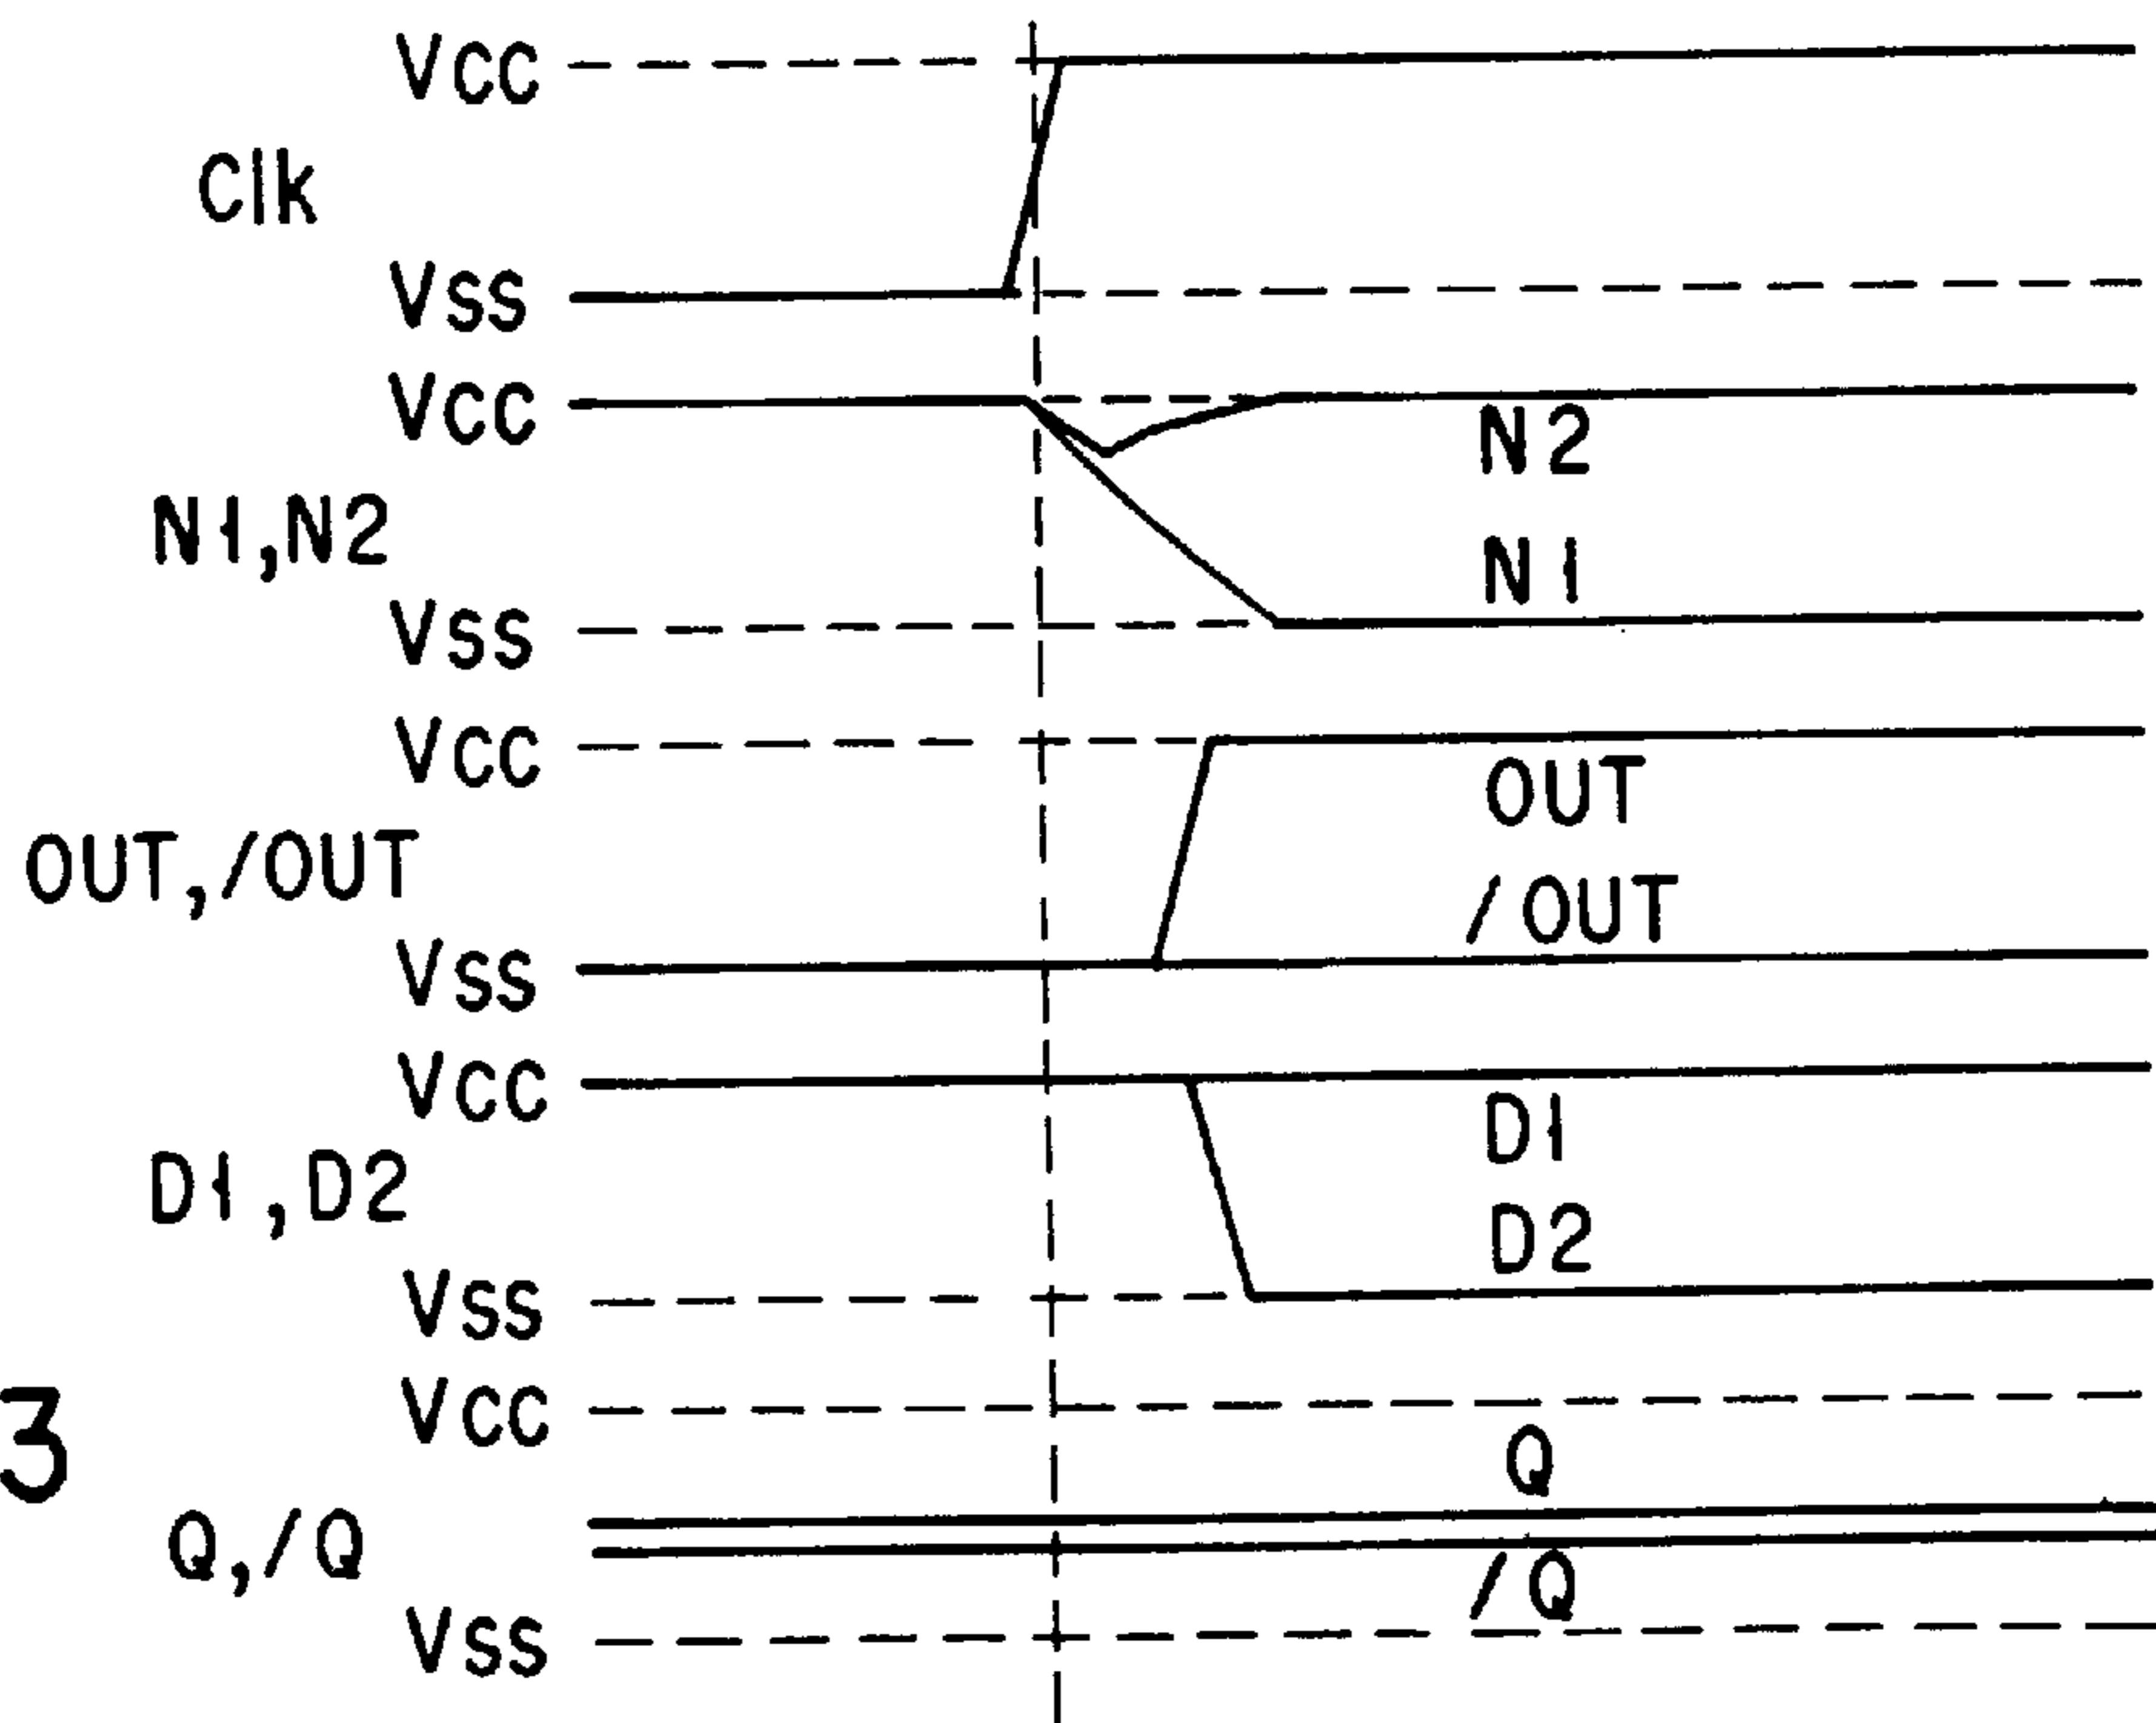 VCC
Clk
VSS
VCC
N2
N1,N2
N1
VSS
VCC
OUT
OUT,/OUT
/OUT
VSS
VCC
D1
D1,D2
D2
VSS
VCC
3
Q
Q,/Q
/Q
VSS